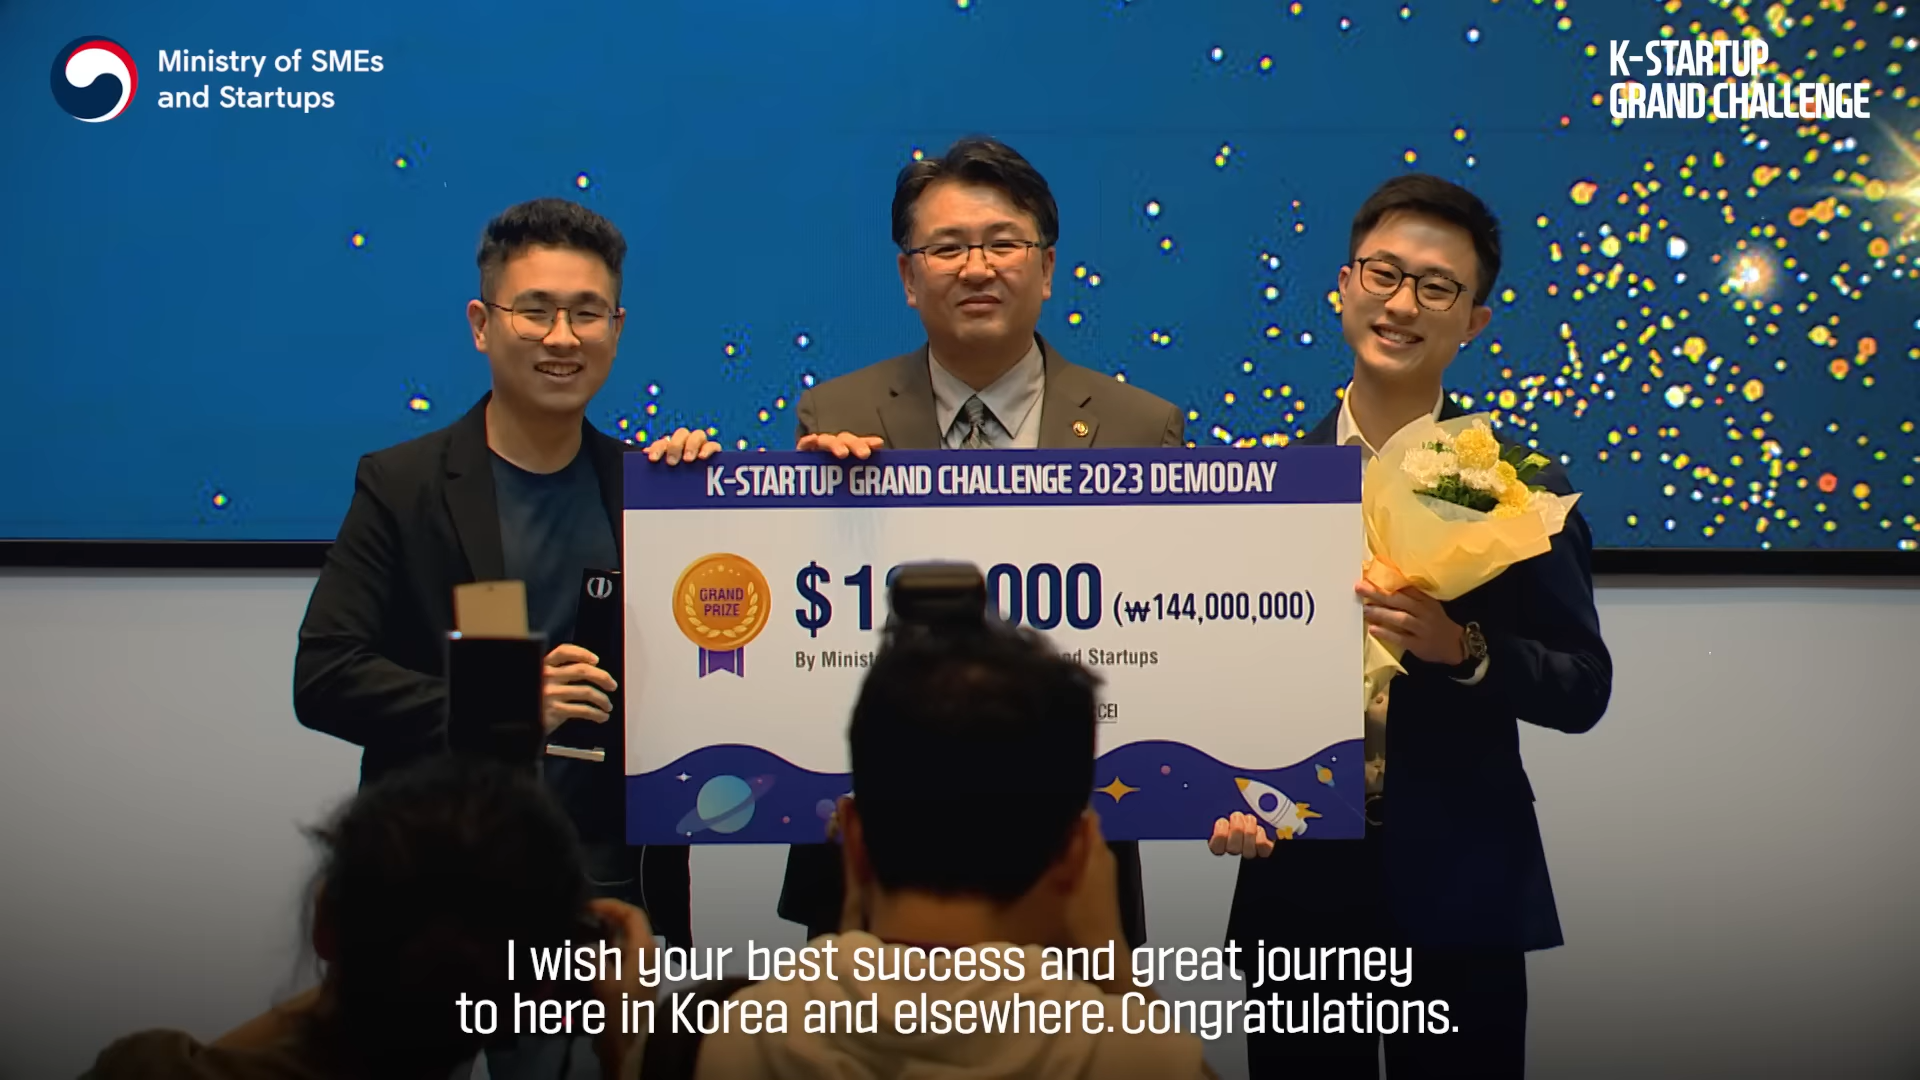 Ministry of SMEs
and Startups
K-STARTUP
GRAND CHALLENGE
K-STARTUP GRAND CHALLENGE 2023 DEMODAY
GRAND
PRIZE
(₩144,000,000)
By
Startups
I wish your best success and great journey
to here in Korea and elsewhere. Congratulations.